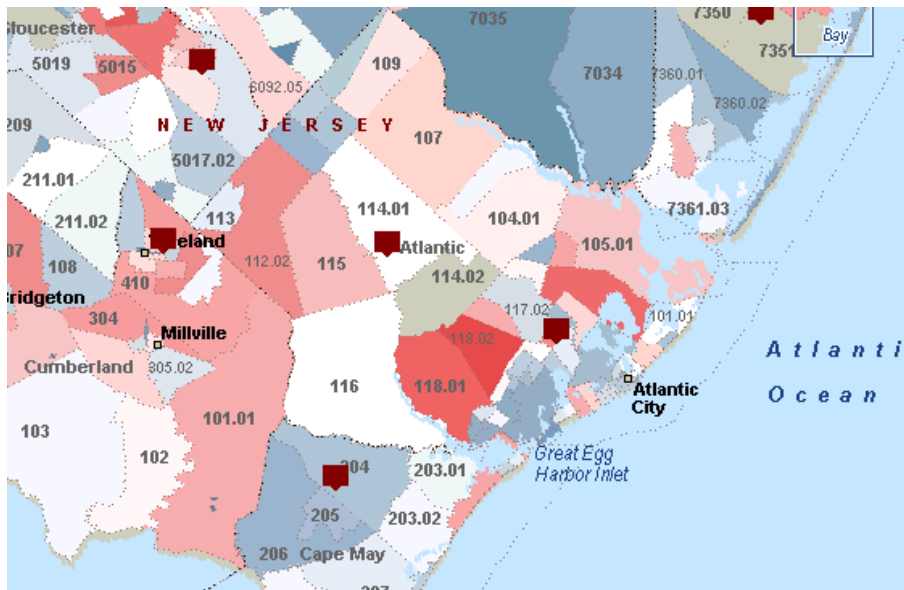 7035
7350
Gloucester
Bay
7351
5019
5015
109
7034
7360.01
6092.05
7360.02
NEW JERSEY
209
107
5017.02
211.01
7361.03
211.02
113
114.01
104.01
eland
105.01
07
108
112.02
115
Atlantic
410
114.02
Bridgeton
304
117.02
101.01
Millville
118.02
Atlanti
Cumberland
305.02
116
118.01
Atlantic
City
Ocean
101.01
103
102
Great Egg
Harbor Inlet
204
203.01
205
203.02
206
Cape May